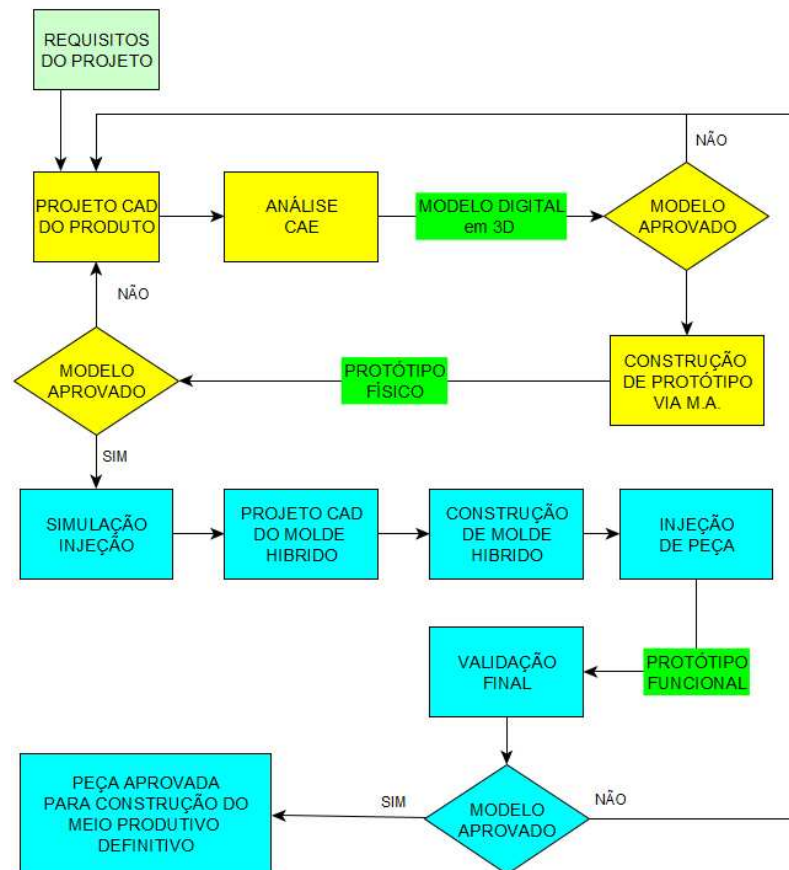 REQUISITOS
DO PROJETO
NÃO
PROJETO CAD
DO PRODUTO
ANÁLISE
CAE
MODELO DIGITAL
em 3D
MODELO
APROVADO
NÃO
MODELO
APROVADO
PROTÓTIPO
FÍSICO
CONSTRUÇÃO
DE PROTÓTIPO
VIA M.A.
SIM
SIMULAÇÃO
INJEÇÃO
PROJETO CAD
DO MOLDE
HIBRIDO
CONSTRUÇÃO
DE MOLDE
HIBRIDO
INJEÇÃO
DE PEÇA
VALIDAÇÃO
FINAL
PROTÓTIPO
FUNCIONAL
PEÇA APROVADA
PARA CONSTRUÇÃO DO
MEIO PRODUTIVO
DEFINITIVO
SIM
MODELO
APROVADO
NÃO